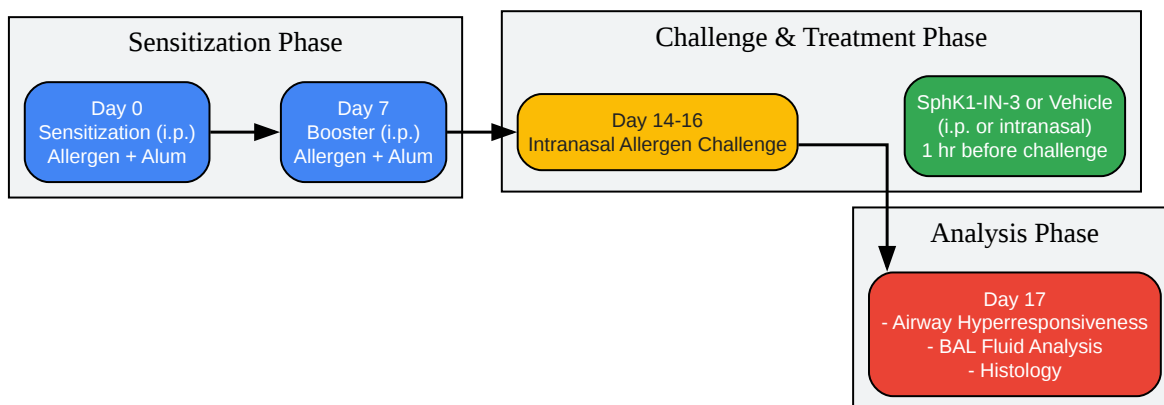 Sensitization Phase
Day 0
Sensitization (i.p.)
Allergen + Alum
Day 7
Booster (i.p.)
Allergen + Alum
Challenge & Treatment Phase
Day 14-16
Intranasal Allergen Challenge
SphK1-IN-3 or Vehicle
(i.p. or intranasal)
1 hr before challenge
Analysis Phase
Day 17
- Airway Hyperresponsiveness
- BAL Fluid Analysis
- Histology